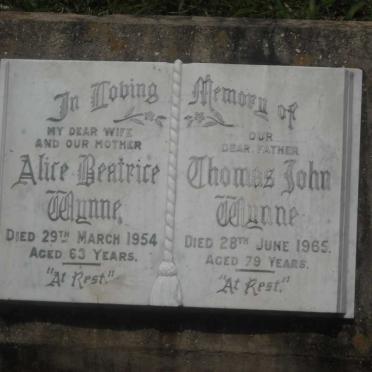 In Loving Memory of
MY DEAR WIFE
AND OUR MOTHER
Alice Beatrice
Wynne,
DIED 29TH MARCH 1954
AGED 63 YEARS.
"At Rest."
OUR
DEAR FATHER
Thomas John
Wynne
DIED 28TH JUNE 1965.
AGED 79 YEARS.
"At Rest."